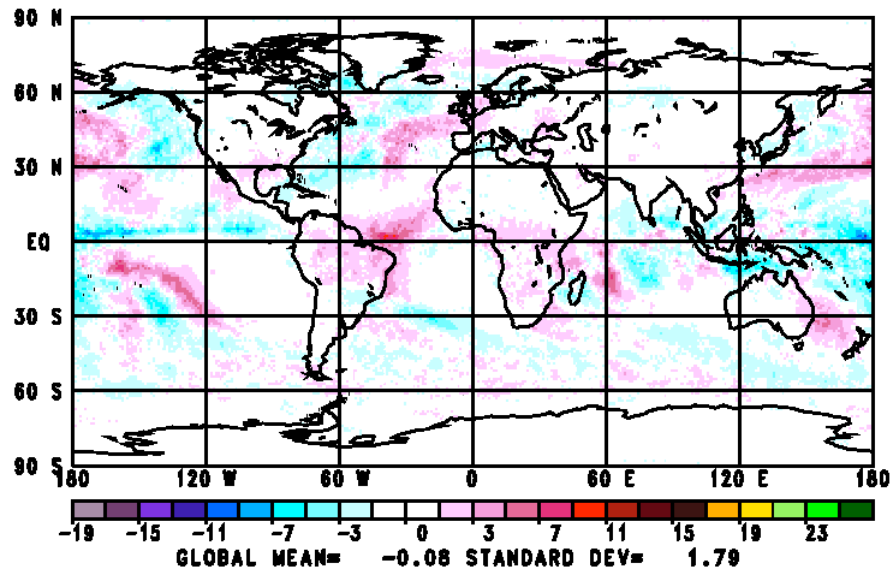 90 N
60 N
30 N
EQ
30 S
60 S
90 S
180 120 W 60 W 0 60 E 120 E 180
-19 -15 -11 -7 -3 0 3 7 11 15 19 23
GLOBAL MEAN= -0.08 STANDARD DEV= 1.79